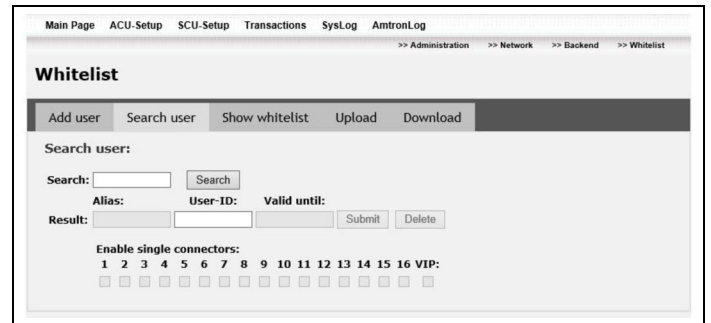 Main Page ACU-Setup SCU-Setup Transactions SysLog AmtronLog
>> Administration >> Network >> Backend >> Whitelist
Whitelist
Add user Search user Show whitelist Upload Download
Search user:
Search: Search
Alias: User-ID: Valid until:
Result: Submit Delete
Enable single connectors:
1 2 3 4 5 6 7 8 9 10 11 12 13 14 15 16 VIP: